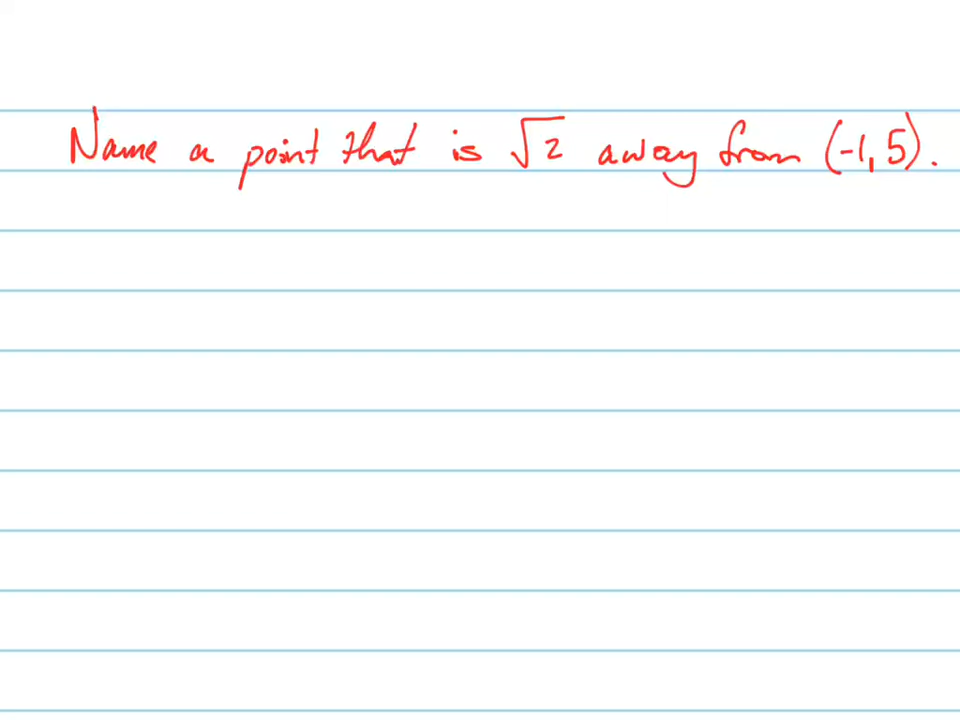 Name a point that is √2 away from (-1,5).